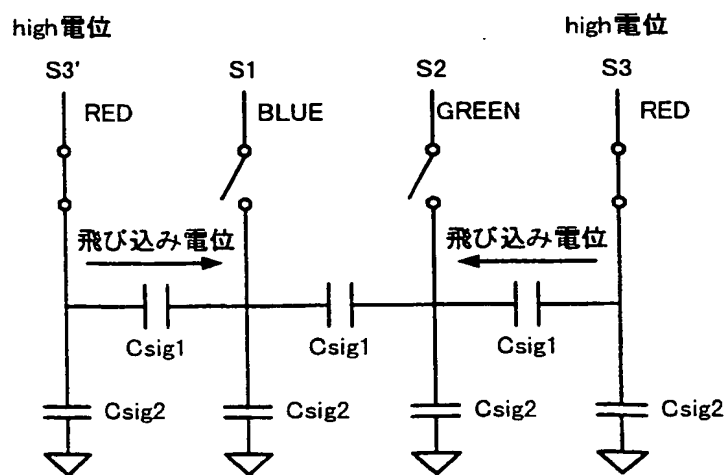 high電位
high電位
S3'
S1
S2
S3
RED
BLUE
GREEN
RED
飛び込み電位
飛び込み電位
Csig1
Csig1
Csig1
Csig2
Csig2
Csig2
Csig2